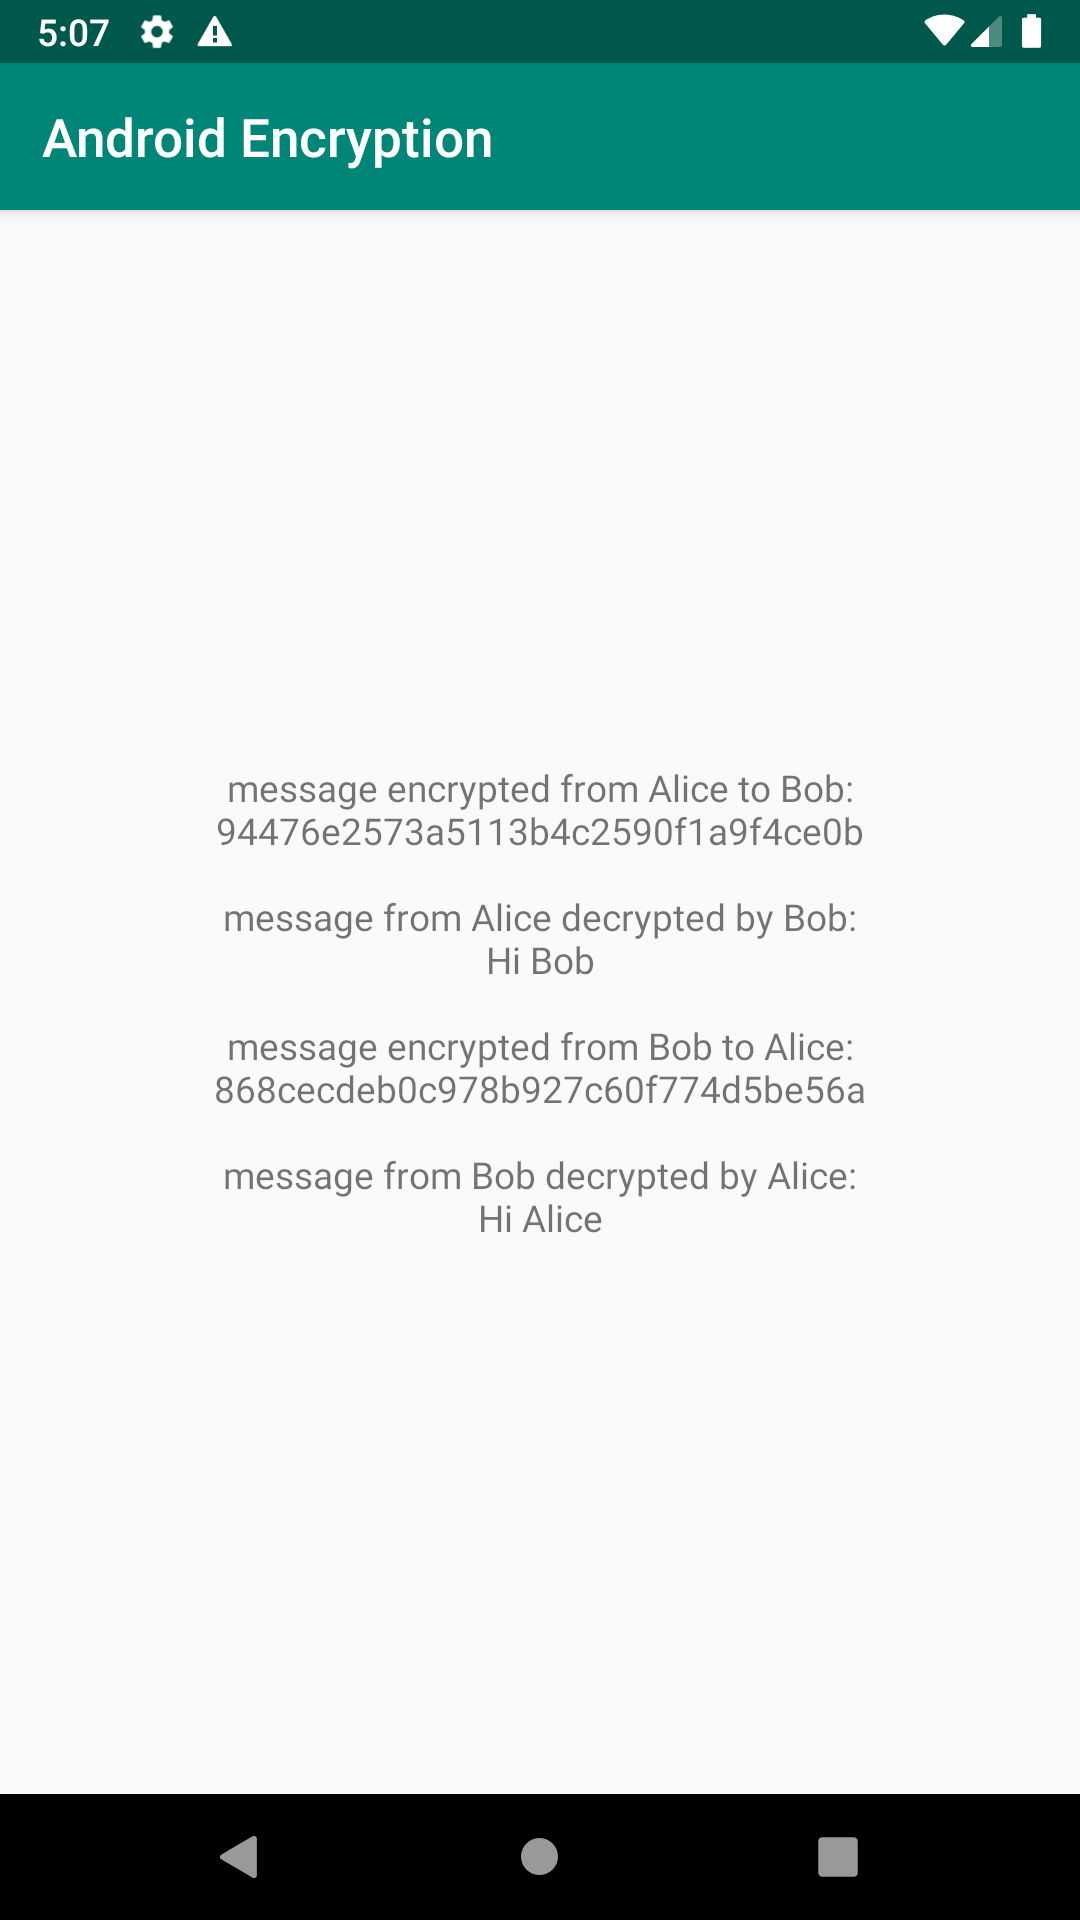 5:07
Android Encryption
message encrypted from Alice to Bob:
94476e2573a5113b4c2590f1a9f4ce0b
message from Alice decrypted by Bob:
Hi Bob
message encrypted from Bob to Alice:
868cecdeb0c978b927c60f774d5be56a
message from Bob decrypted by Alice:
Hi Alice